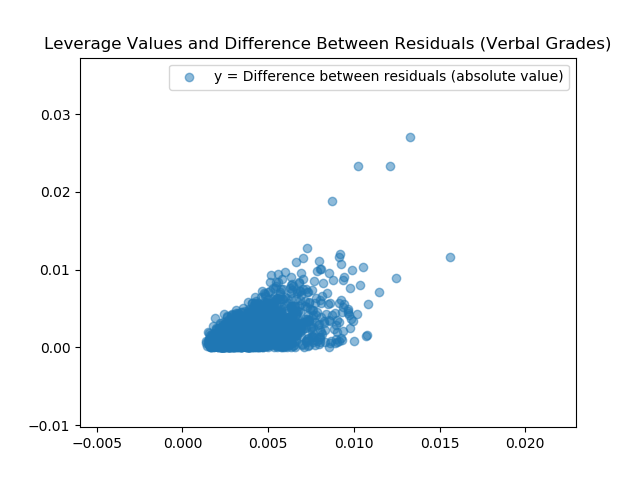 Leverage Values and Difference Between Residuals (Verbal Grades)
y = Difference between residuals (absolute value)
0.03
0.02
0.01
0.00
−0.01
−0.005 0.000 0.005 0.010 0.015 0.020